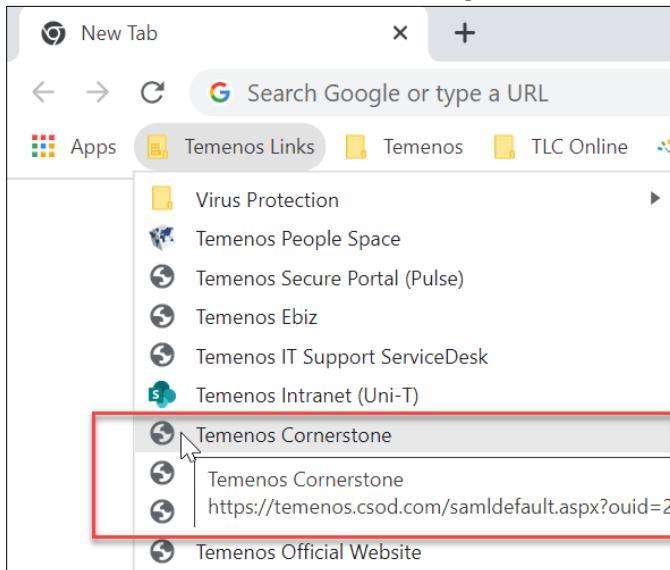 New Tab
Search Google or type a URL
Apps Temenos Links Temenos TLC Online
Virus Protection
Temenos People Space
Temenos Secure Portal (Pulse)
Temenos Ebiz
Temenos IT Support ServiceDesk
Temenos Intranet (Uni-T)
Temenos Cornerstone
Temenos Cornerstone
https://temenos.csod.com/samldefault.aspx?ouid=2
Temenos Official Website